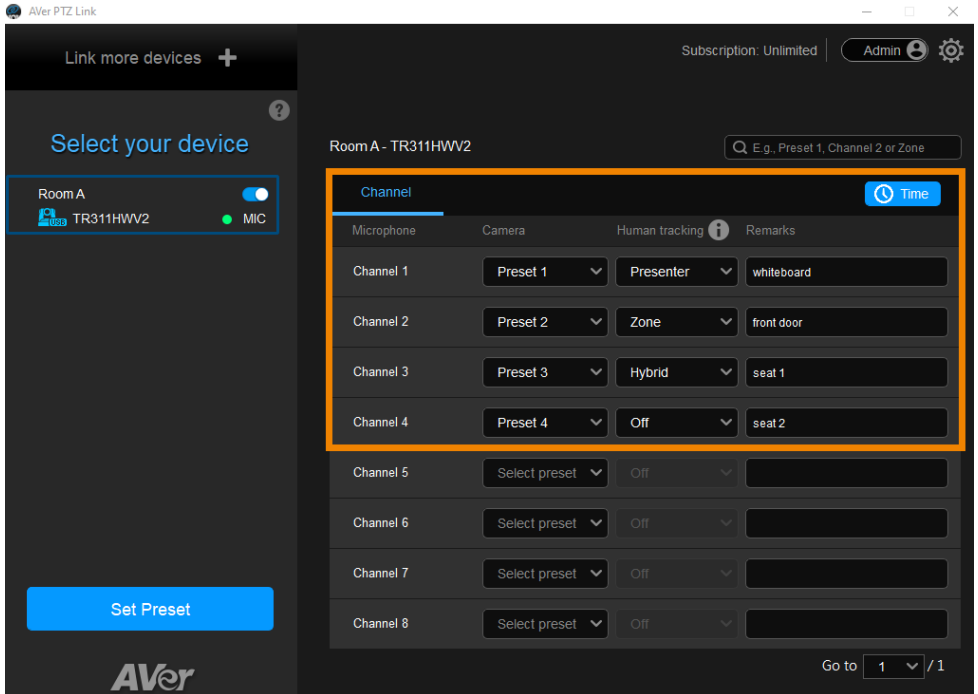 AVer PTZ Link
Link more devices +
Subscription: Unlimited
Admin
?
Select your device
Room A
USB TR311HWV2 MIC
Room A - TR311HWV2
E.g., Preset 1, Channel 2 or Zone
Channel
Time
Microphone Camera Human tracking i Remarks
Channel 1 Preset 1 Presenter whiteboard
Channel 2 Preset 2 Zone front door
Channel 3 Preset 3 Hybrid seat 1
Channel 4 Preset 4 Off seat 2
Channel 5 Select preset Off
Channel 6 Select preset Off
Channel 7 Select preset Off
Channel 8 Select preset Off
Set Preset
AVer
Go to 1 / 1